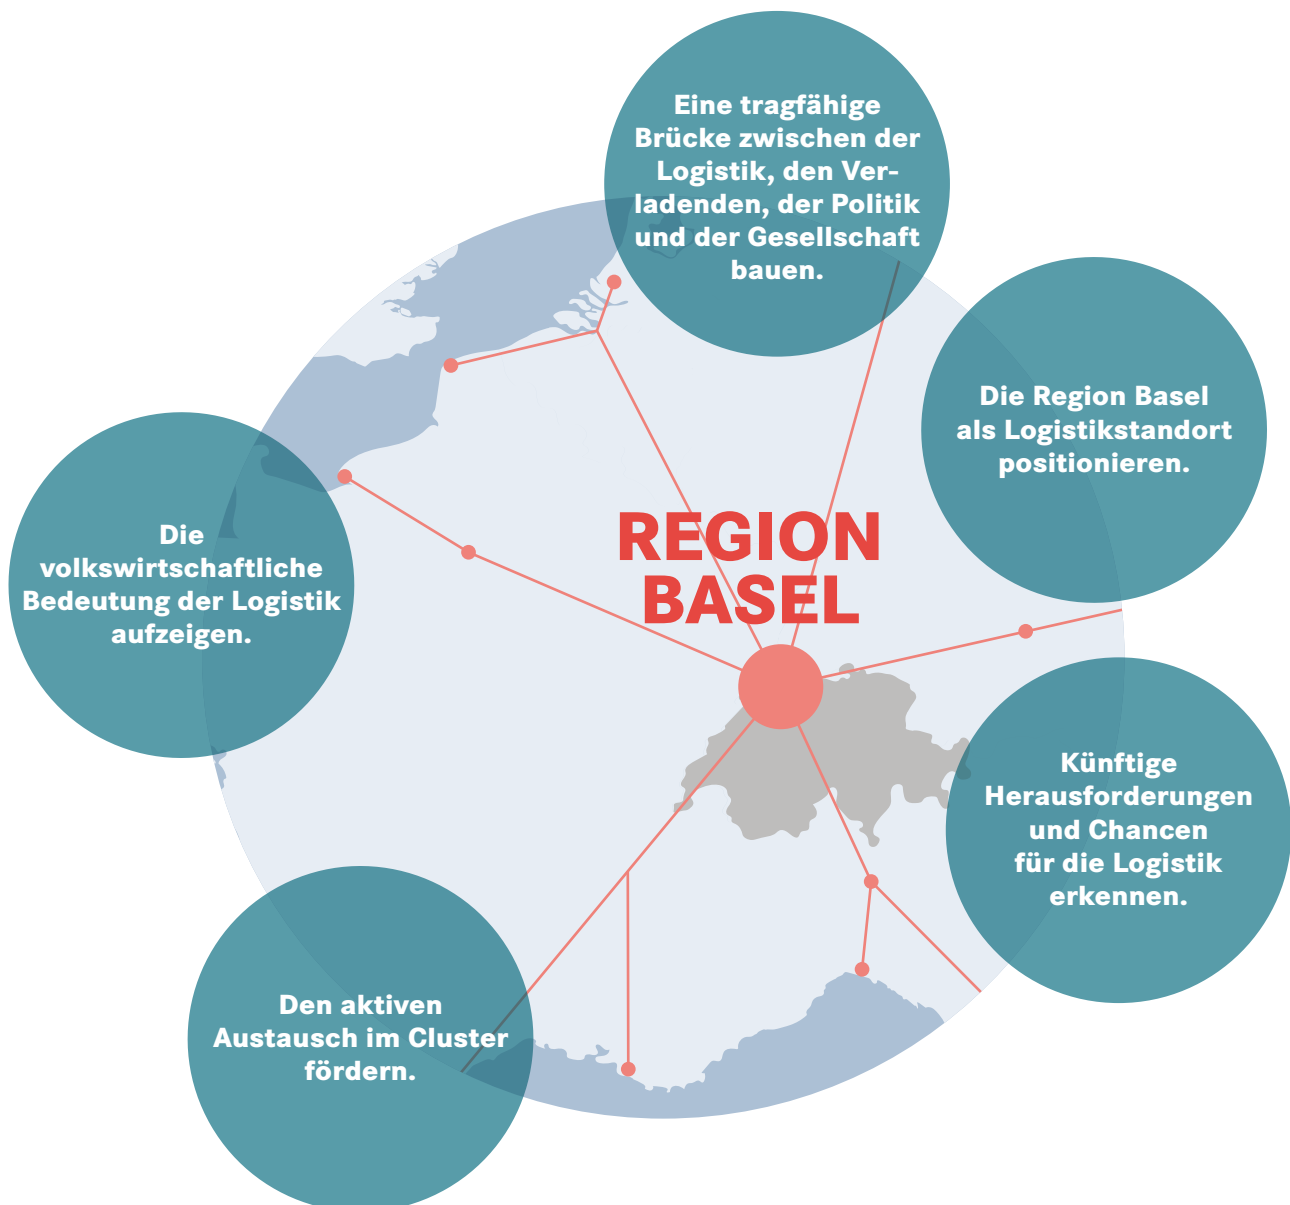 Eine tragfähige
Brücke zwischen der
Logistik, den Ver-
ladenden, der Politik
und der Gesellschaft
bauen.
Die Region Basel
als Logistikstandort
positionieren.
Die
volkswirtschaftliche
Bedeutung der Logistik
aufzeigen.
REGION
BASEL
Künftige
Herausforderungen
und Chancen
für die Logistik
erkennen.
Den aktiven
Austausch im Cluster
fördern.